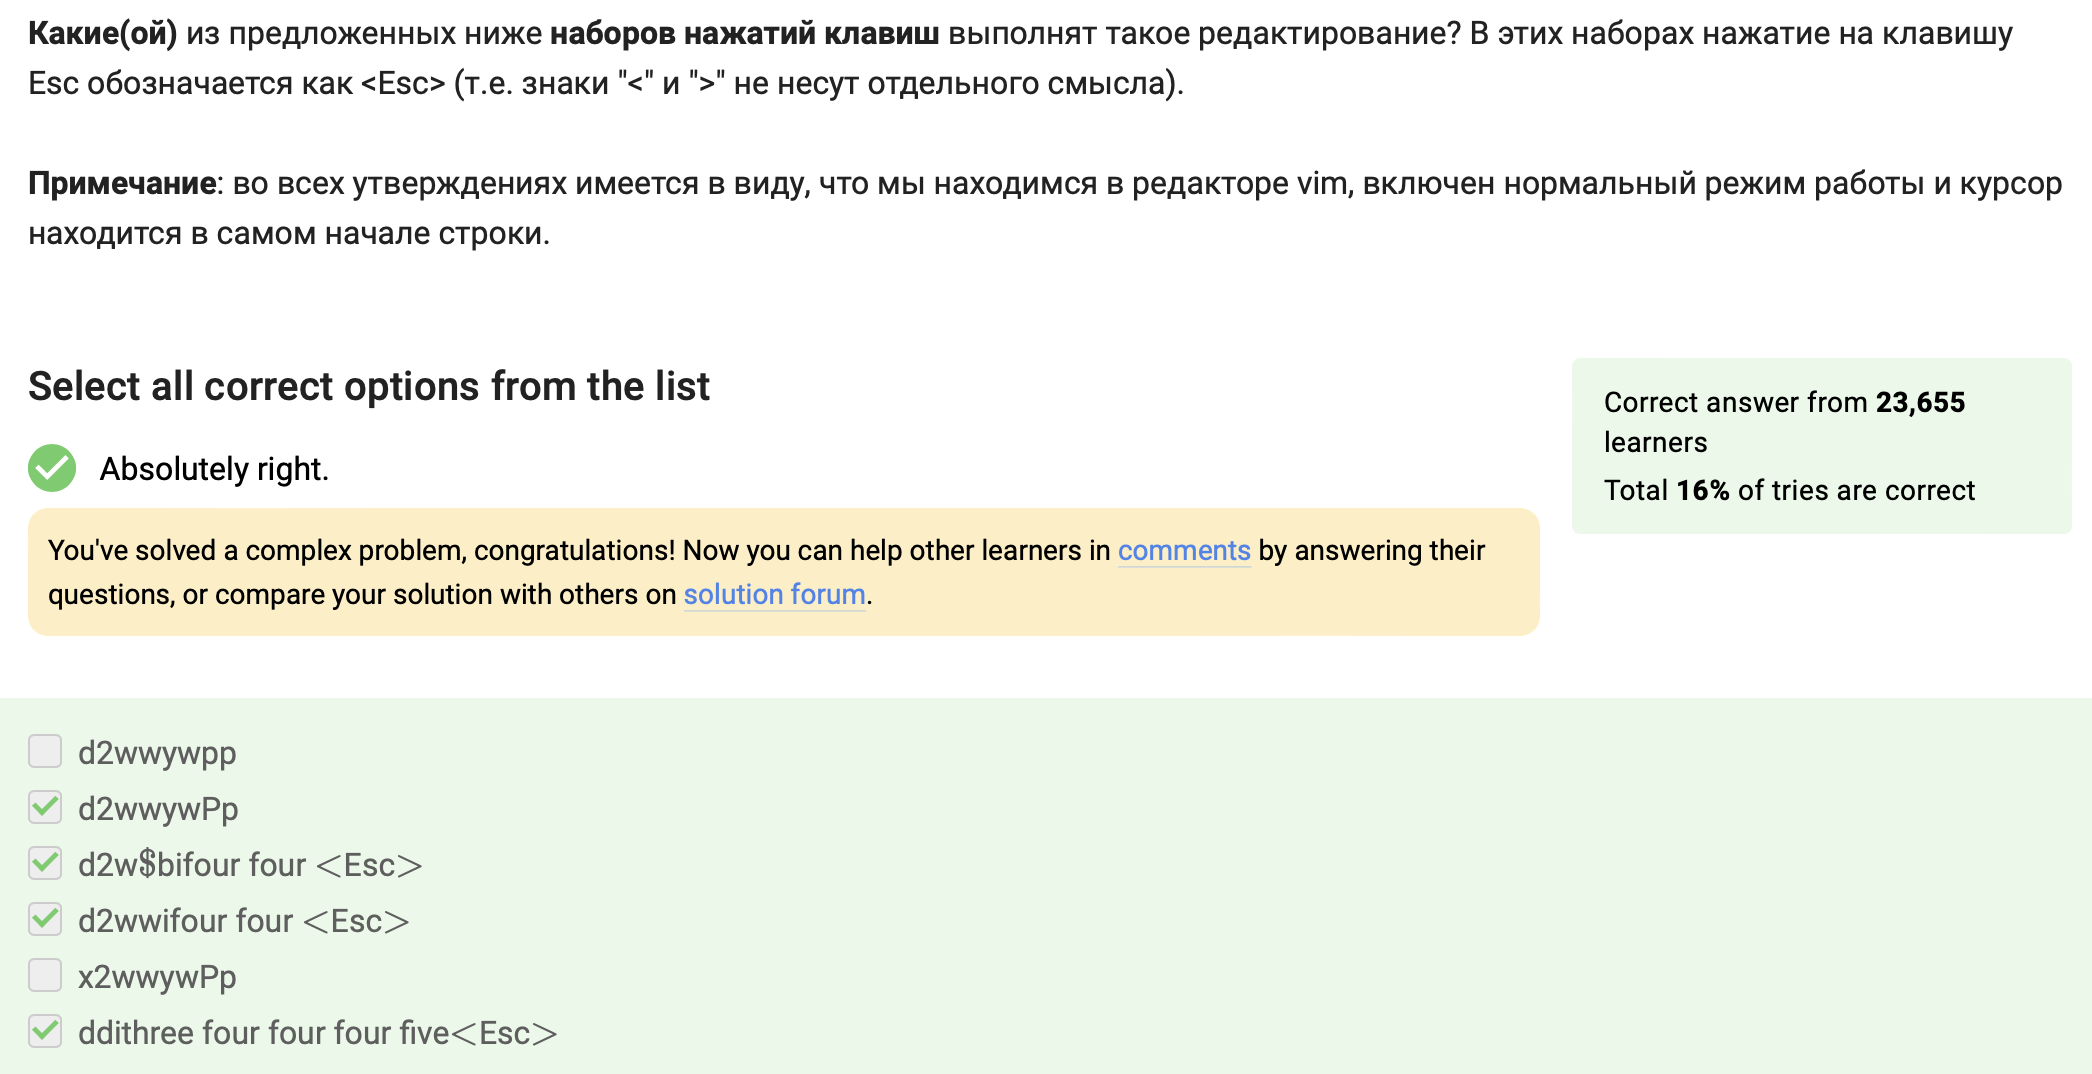 Какие(ой) из предложенных ниже наборов нажатий клавиш выполнят такое редактирование? В этих наборах нажатие на клавишу
Esc обозначается как <Esc> (т.е. знаки "<" и ">" не несут отдельного смысла).
Примечание: во всех утверждениях имеется в виду, что мы находимся в редакторе vim, включен нормальный режим работы и курсор
находится в самом начале строки.
Select all correct options from the list
Absolutely right.
You've solved a complex problem, congratulations! Now you can help other learners in comments by answering their
questions, or compare your solution with others on solution forum.
Correct answer from 23,655
learners
Total 16% of tries are correct
d2wwywpp
d2wwywPp
d2w$bifour four <Esc>
d2wwifour four <Esc>
x2wwywPp
ddithree four four four five<Esc>